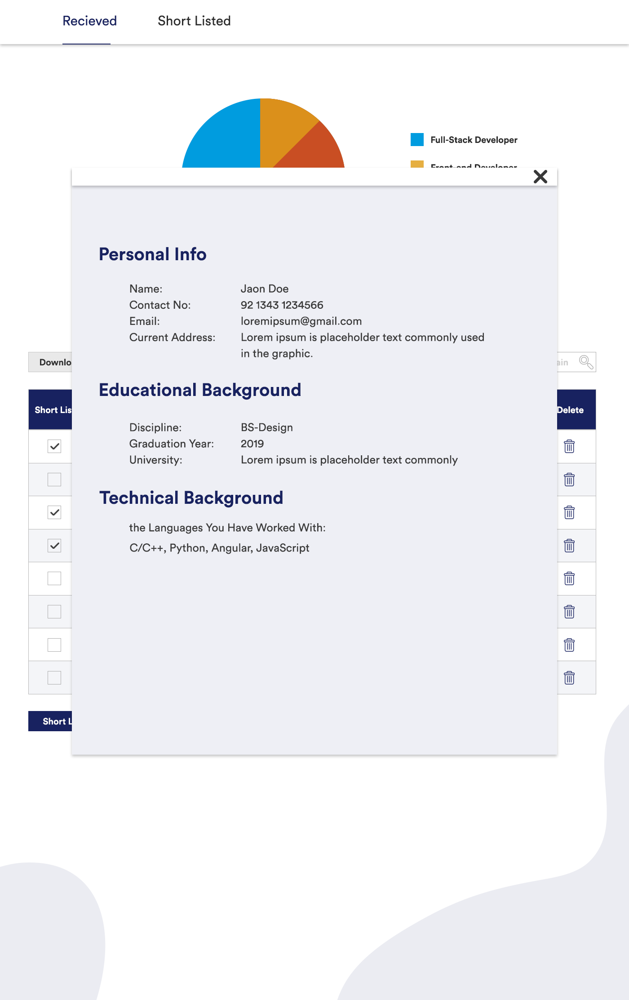 Recieved Short Listed
Full-Stack Developer
Front-end Developer
Personal Info
Name: Jaon Doe
Contact No: 92 1343 1234566
Email: loremipsum@gmail.com
Current Address: Lorem ipsum is placeholder text commonly used
in the graphic.
Downlo
ain
Educational Background
Short Lis
Delete
Discipline: BS-Design
Graduation Year: 2019
University: Lorem ipsum is placeholder text commonly
Technical Background
the Languages You Have Worked With:
C/C++, Python, Angular, JavaScript
Short L